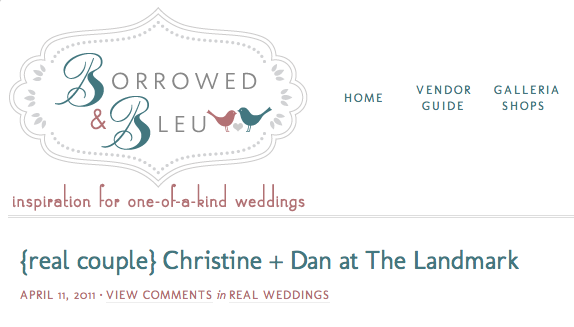 BORROWED
& BLEU
HOME
VENDOR
GUIDE
GALLERIA
SHOPS
inspiration for one-of-a-kind weddings
{real couple} Christine + Dan at The Landmark
APRIL 11, 2011 · VIEW COMMENTS in REAL WEDDINGS